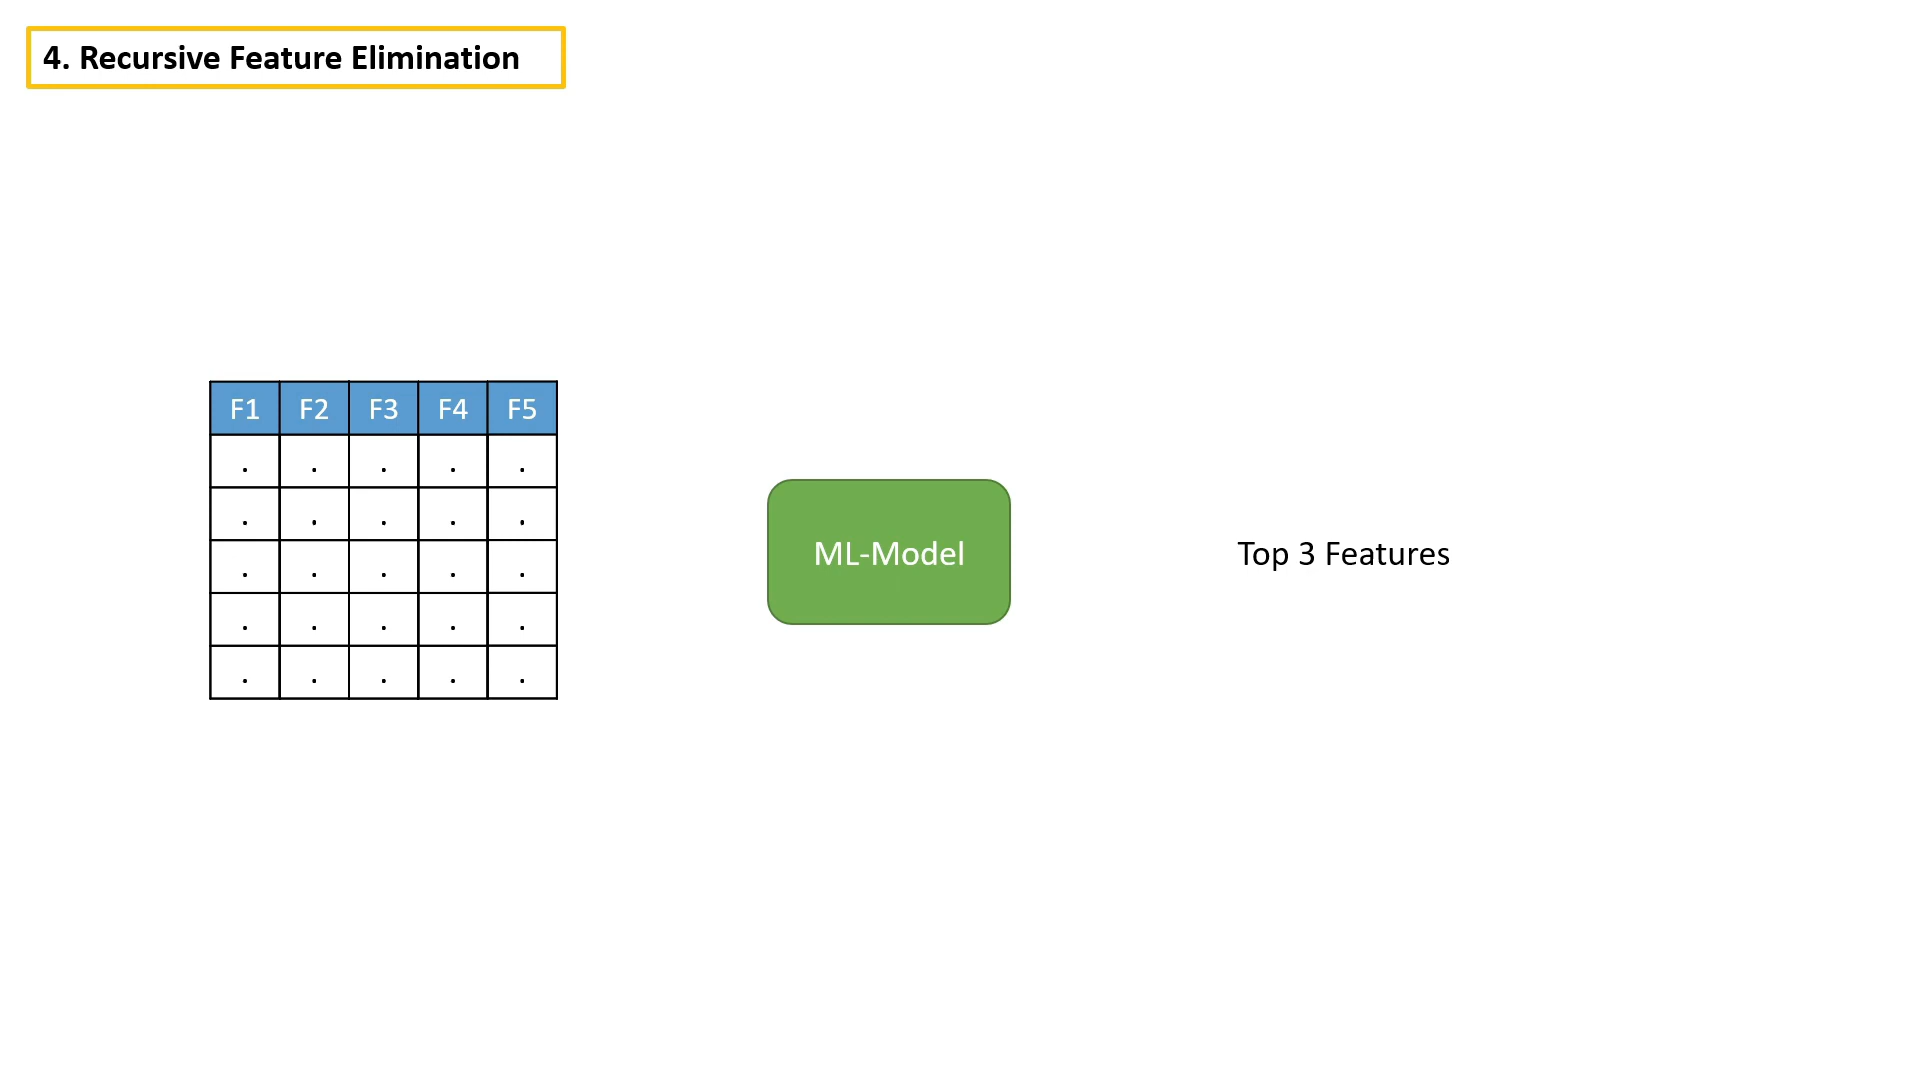 4. Recursive Feature Elimination
F1 F2 F3 F4 F5
. . . . .
. . . . .
. . . . .
. . . . .
. . . . .
ML-Model
Top 3 Features